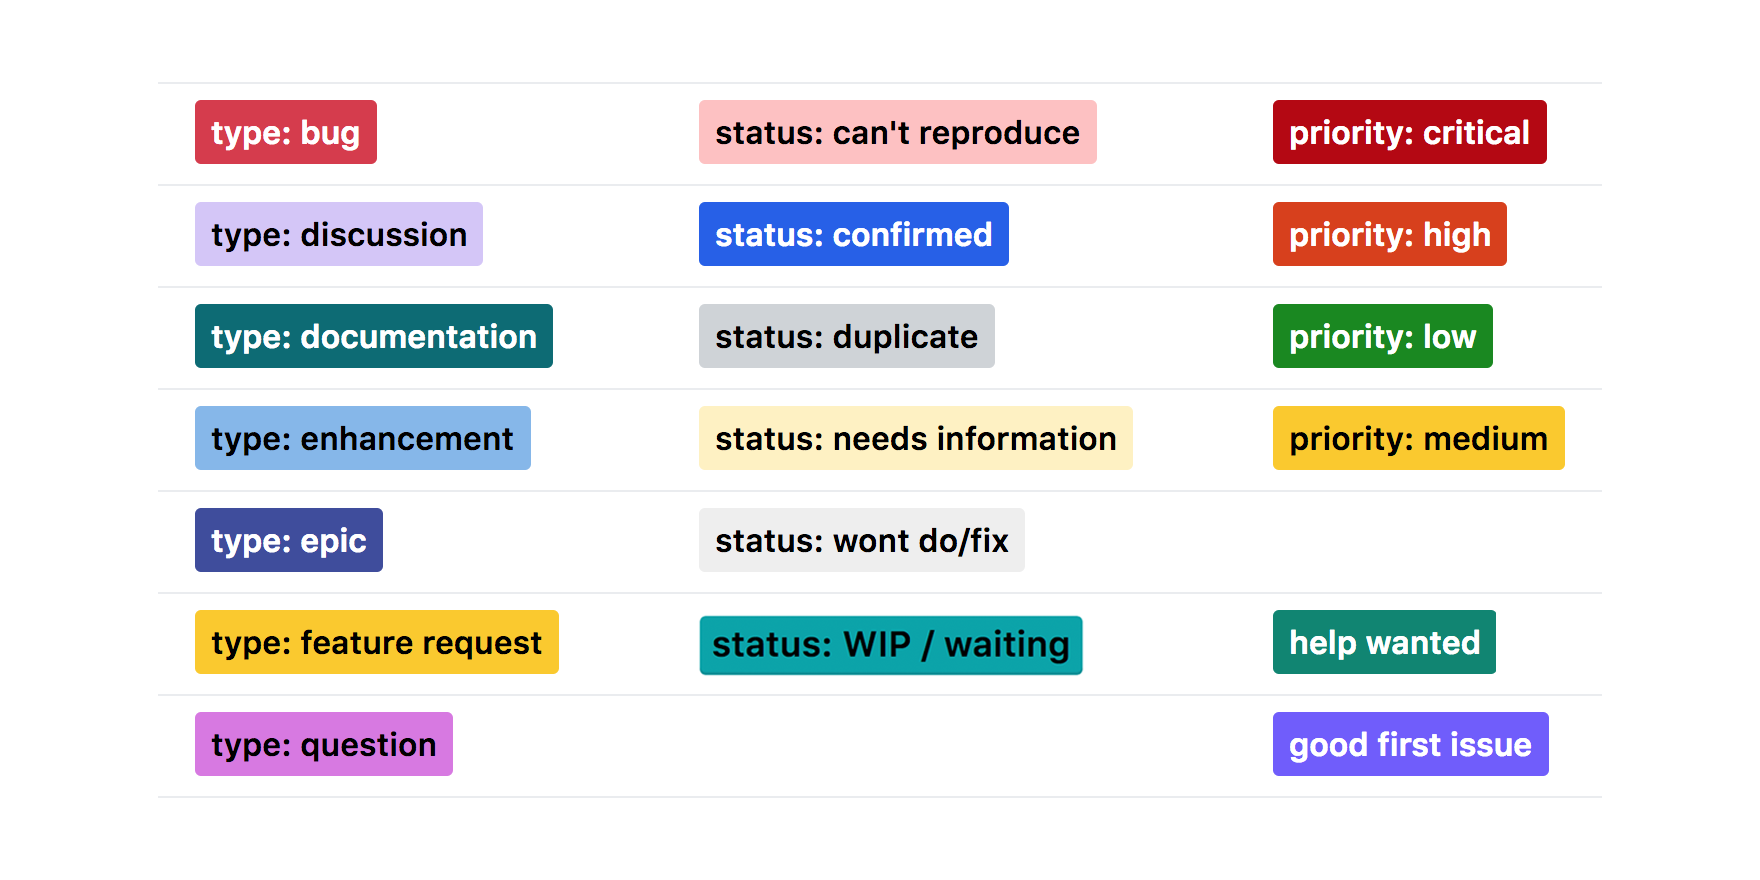 type: bug
status: can't reproduce
priority: critical
type: discussion
status: confirmed
priority: high
type: documentation
status: duplicate
priority: low
type: enhancement
status: needs information
priority: medium
type: epic
status: wont do/fix
type: feature request
status: WIP / waiting
help wanted
type: question
good first issue